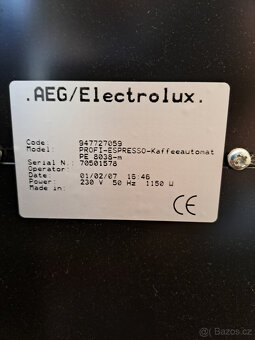 .AEG/Electrolux.
Code: 947727059
Model: PROFI-ESPRESSO-Kaffeeautomat
PE 8038-m
Serial N.: 70501578
Operator:
Date 01/02/07 16:46
Power: 230 V 50 Hz 1150 W
Made in:
CE
sbazar.cz